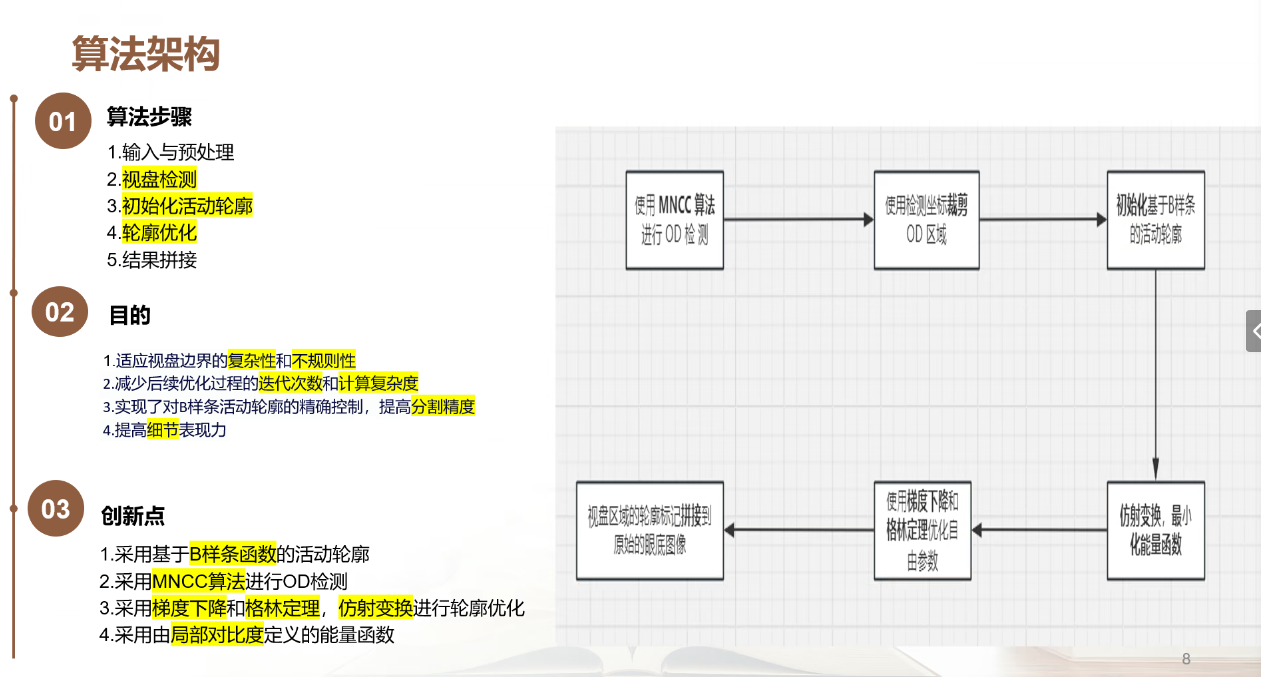 算法架构
01
算法步骤
1.输入与预处理
2.视盘检测
3.初始化活动轮廓
4.轮廓优化
5.结果拼接
02
目的
1.适应视盘边界的复杂性和不规则性
2.减少后续优化过程的迭代次数和计算复杂度
3.实现了对B样条活动轮廓的精确控制，提高分割精度
4.提高细节表现力
03
创新点
1.采用基于B样条函数的活动轮廓
2.采用MNCC算法进行OD检测
3.采用梯度下降和格林定理，仿射变换进行轮廓优化
4.采用由局部对比度定义的能量函数
使用 MNCC 算法
进行 OD 检 测
使用检测坐标裁剪
OD 区域
初始化基于B样条
的活动轮廓
仿射变换，最小
化能量函数
使用梯度下降和
格林定理优化自
由参数
视盘区域的轮廓标记拼接到
原始的眼底图像
8